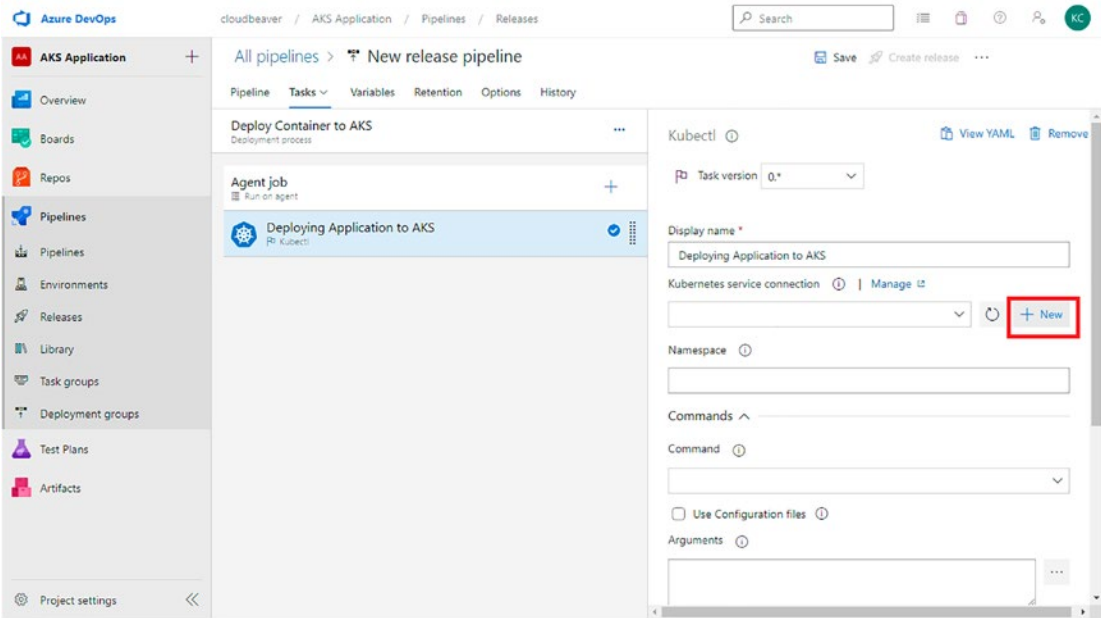 Azure DevOps
cloudbeaver / AKS Application / Pipelines / Releases
Search
KC
AA AKS Application
All pipelines > New release pipeline
Save Create release
Overview
Boards
Repos
Pipelines
Pipelines
Environments
Releases
Library
Task groups
Deployment groups
Test Plans
Artifacts
Project settings
Pipeline Tasks Variables Retention Options History
Deploy Container to AKS
Deployment process
Agent job
Run on agent
Deploying Application to AKS
Kubectl
Kubectl
View YAML Remove
Task version 0.*
Display name *
Deploying Application to AKS
Kubernetes service connection | Manage
New
Namespace
Commands
Command
Use Configuration files
Arguments